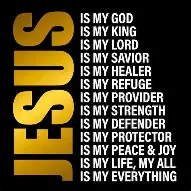 JESUS
IS MY GOD
IS MY KING
IS MY LORD
IS MY SAVIOR
IS MY HEALER
IS MY REFUGE
IS MY PROVIDER
IS MY STRENGTH
IS MY DEFENDER
IS MY PROTECTOR
IS MY PEACE & JOY
IS MY LIFE, MY ALL
IS MY EVERYTHING